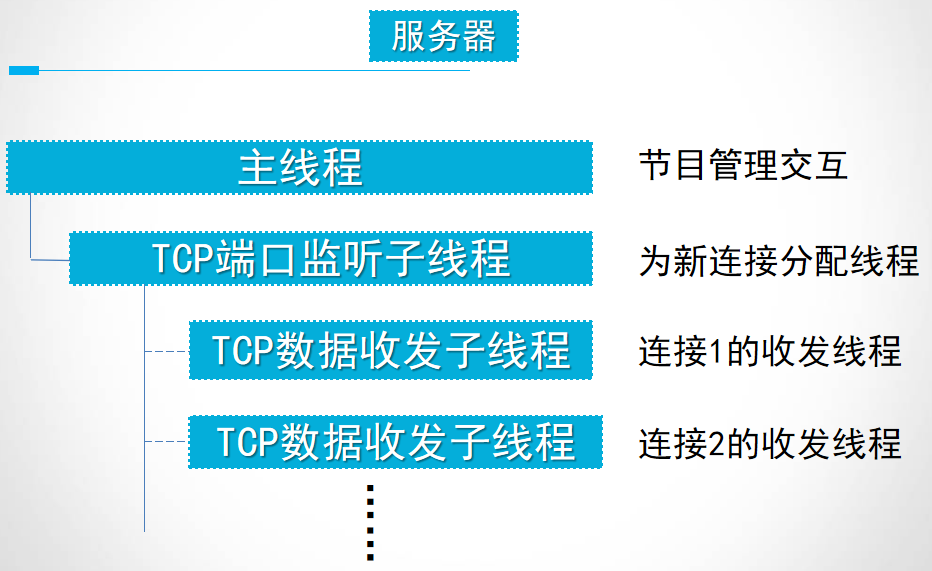 服务器
主线程
节目管理交互
TCP端口监听子线程
为新连接分配线程
TCP数据收发子线程
连接1的收发线程
TCP数据收发子线程
连接2的收发线程